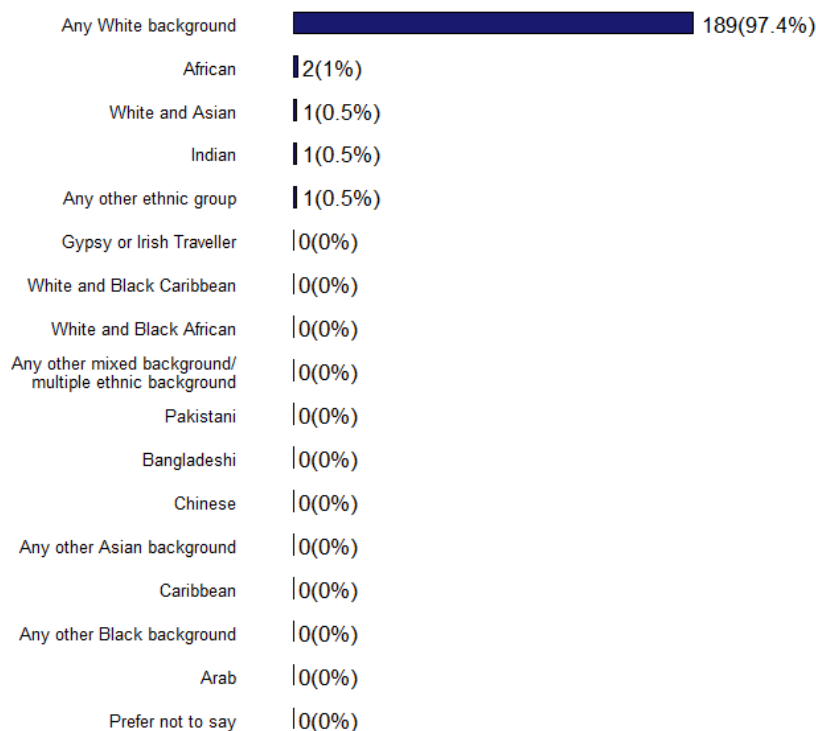 Any White background 189(97.4%)
African 2(1%)
White and Asian 1(0.5%)
Indian 1(0.5%)
Any other ethnic group 1(0.5%)
Gypsy or Irish Traveller 0(0%)
White and Black Caribbean 0(0%)
White and Black African 0(0%)
Any other mixed background/
multiple ethnic background 0(0%)
Pakistani 0(0%)
Bangladeshi 0(0%)
Chinese 0(0%)
Any other Asian background 0(0%)
Caribbean 0(0%)
Any other Black background 0(0%)
Arab 0(0%)
Prefer not to say 0(0%)